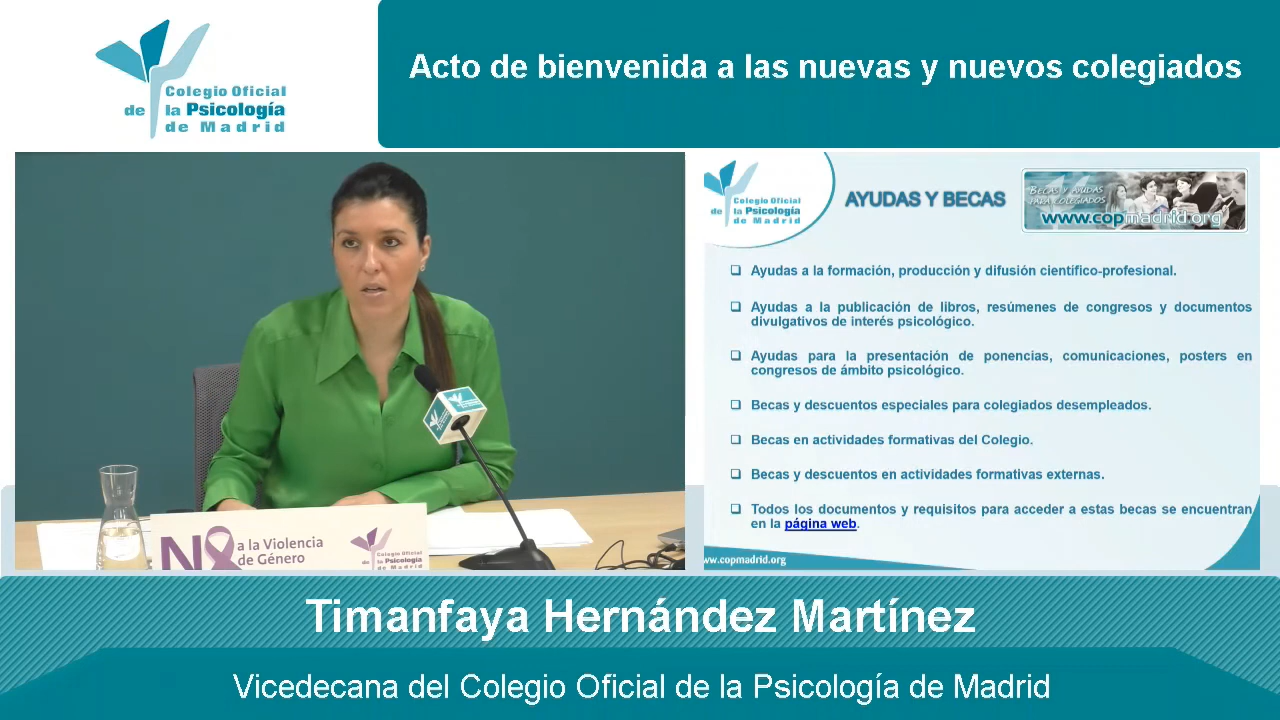 Colegio Oficial
de la Psicología
de Madrid
Acto de bienvenida a las nuevas y nuevos colegiados
NO a la Violencia
de Género
Colegio Oficial
de la Psicología
de Madrid
Colegio Oficial
de la Psicología
de Madrid
AYUDAS Y BECAS
BECAS Y AYUDAS
PARA COLEGIADOS
www.copmadrid.org
Ayudas a la formación, producción y difusión científico-profesional.
Ayudas a la publicación de libros, resúmenes de congresos y documentos
divulgativos de interés psicológico.
Ayudas para la presentación de ponencias, comunicaciones, posters en
congresos de ámbito psicológico.
Becas y descuentos especiales para colegiados desempleados.
Becas en actividades formativas del Colegio.
Becas y descuentos en actividades formativas externas.
Todos los documentos y requisitos para acceder a estas becas se encuentran
en la página web.
www.copmadrid.org
Timanfaya Hernández Martínez
Vicedecana del Colegio Oficial de la Psicología de Madrid